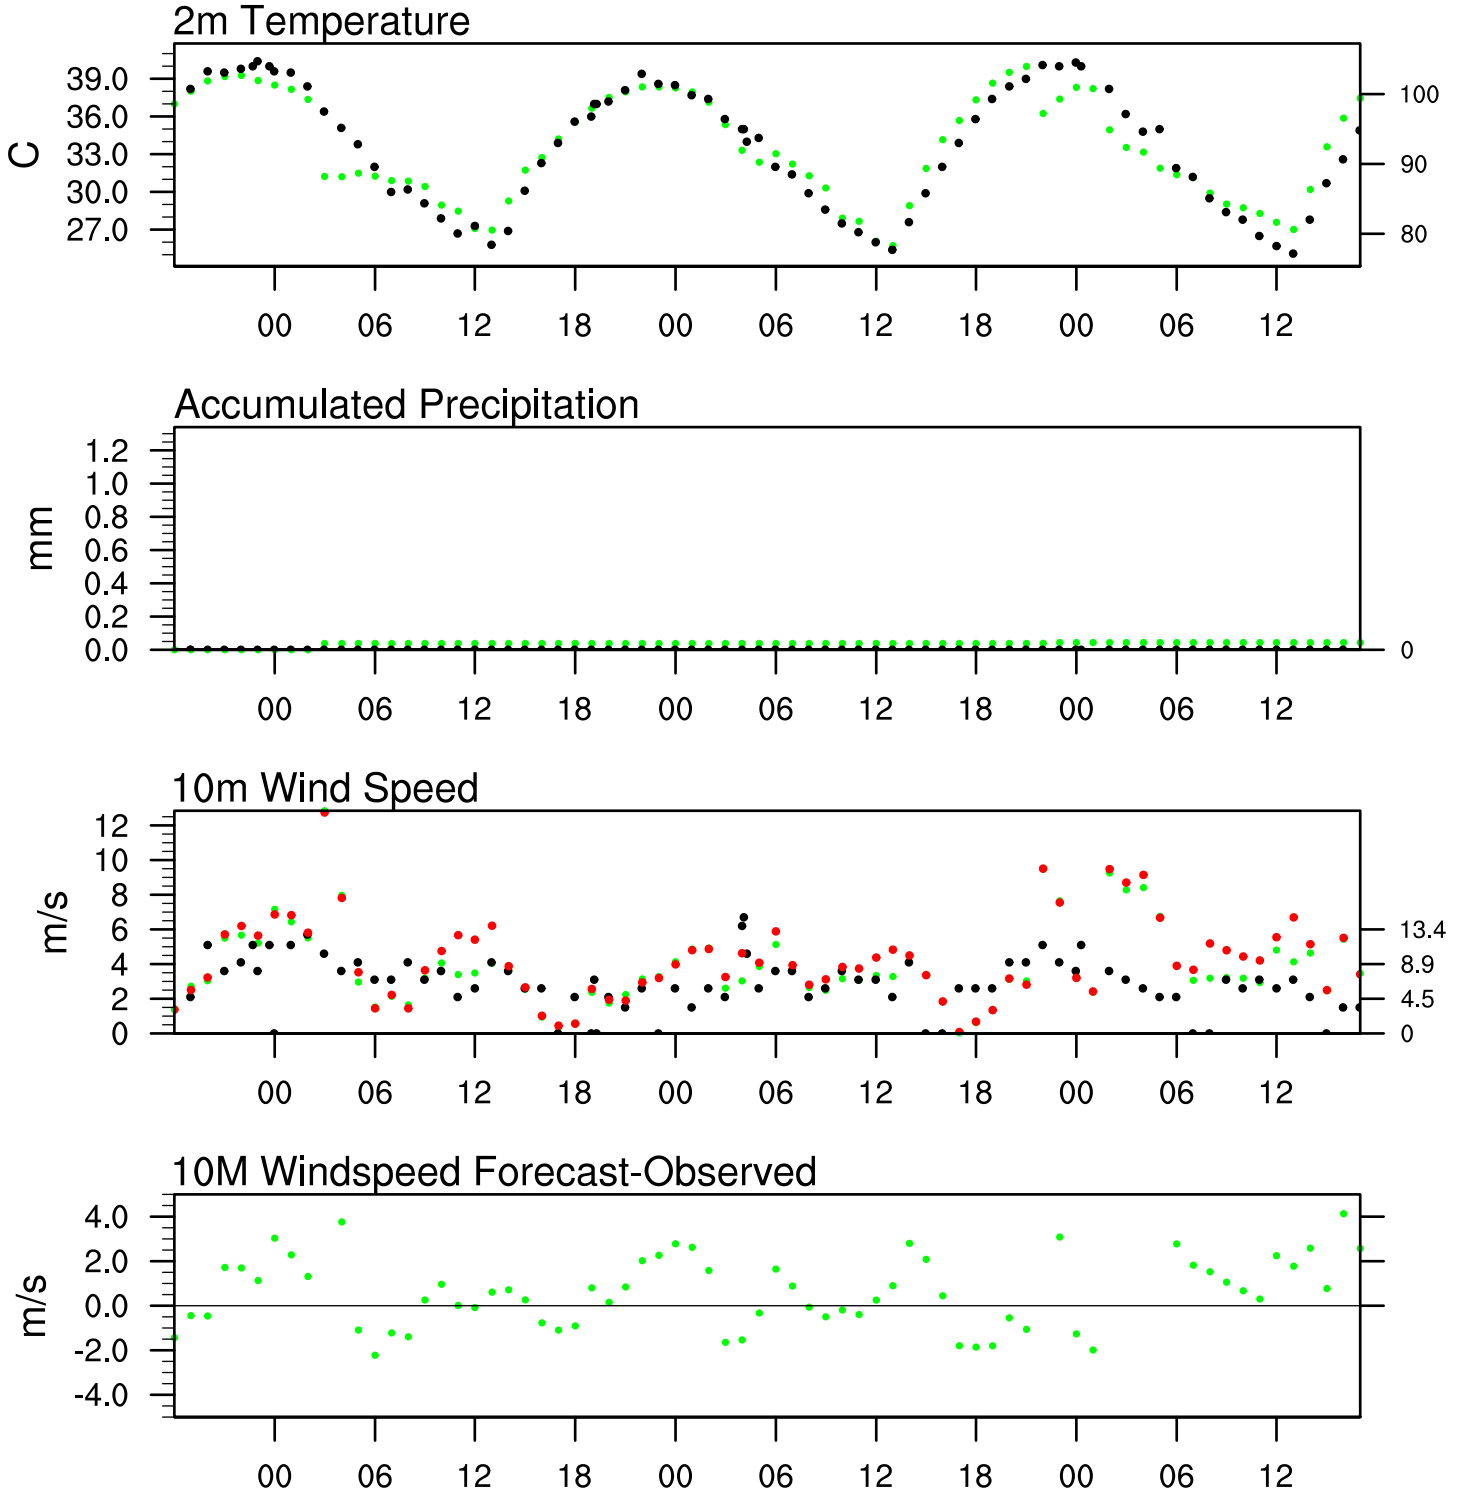 2m Temperature
39.0
36.0
33.0
30.0
27.0
C
100
90
80
00 06 12 18 00 06 12 18 00 06 12
Accumulated Precipitation
1.2
1.0
0.8
0.6
0.4
0.2
0.0
mm
0
00 06 12 18 00 06 12 18 00 06 12
10m Wind Speed
12
10
8
6
4
2
0
m/s
13.4
8.9
4.5
0
00 06 12 18 00 06 12 18 00 06 12
10M Windspeed Forecast-Observed
4.0
2.0
0.0
-2.0
-4.0
m/s
00 06 12 18 00 06 12 18 00 06 12